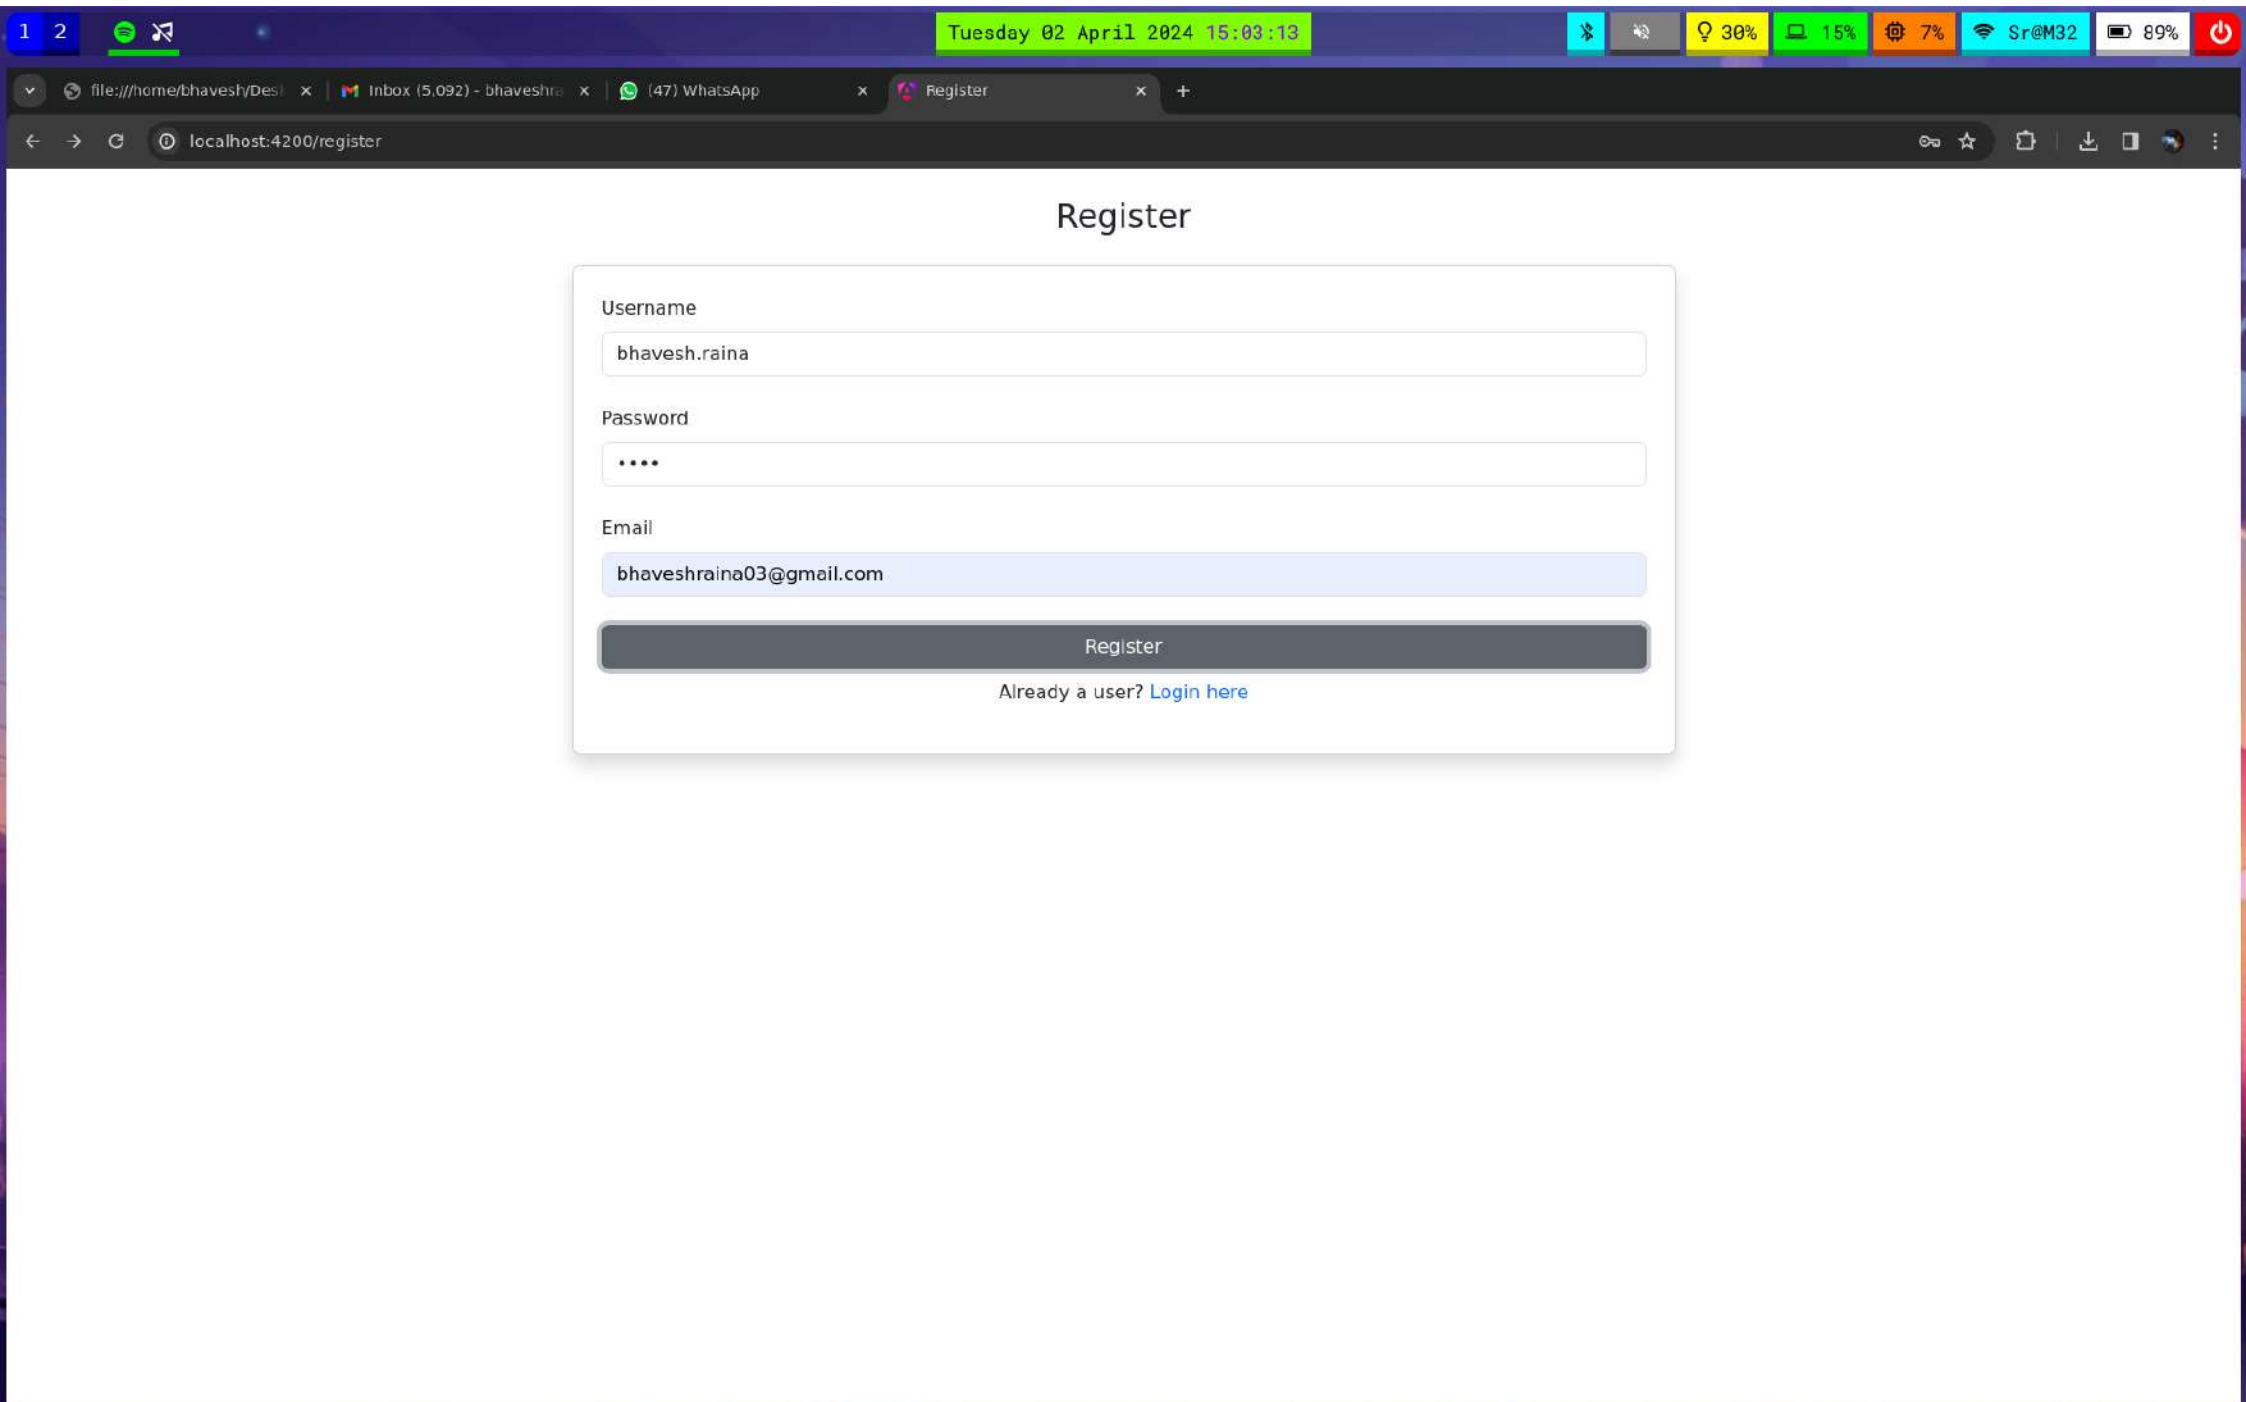 1 2 Tuesday 02 April 2024 15:03:13 30% 15% 7% Sr@M32 89%
file:///home/bhavesh/Des Inbox (5,092) - bhaveshra (47) WhatsApp Register
localhost:4200/register
Register
Username
bhavesh.raina
Password
••••
Email
bhaveshraina03@gmail.com
Register
Already a user? Login here